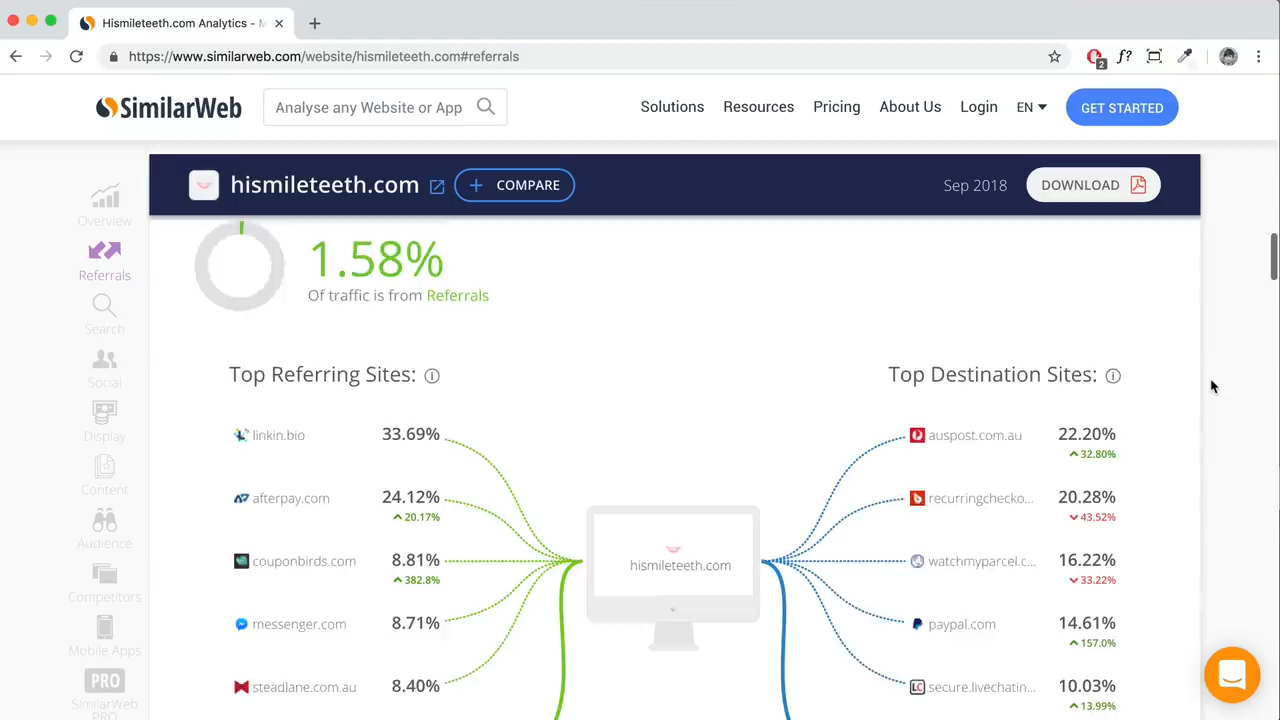 Hismileteeth.com Analytics - M
https://www.similarweb.com/website/hismileteeth.com#referrals
2
f?
SimilarWeb
Analyse any Website or App
Solutions
Resources
Pricing
About Us
Login
EN
GET STARTED
hismileteeth.com
COMPARE
Sep 2018
DOWNLOAD
Overview
Referrals
Search
Social
Display
Content
Audience
Competitors
Mobile Apps
PRO
SimilarWeb
PRO
1.58%
Of traffic is from Referrals
Top Referring Sites:
linkin.bio 33.69%
afterpay.com 24.12%
20.17%
couponbirds.com 8.81%
382.8%
messenger.com 8.71%
steadlane.com.au 8.40%
hismileteeth.com
Top Destination Sites:
auspost.com.au 22.20%
32.80%
recurringchecko... 20.28%
43.52%
watchmyparcel.c... 16.22%
33.22%
paypal.com 14.61%
157.0%
LC secure.livechatin... 10.03%
13.99%